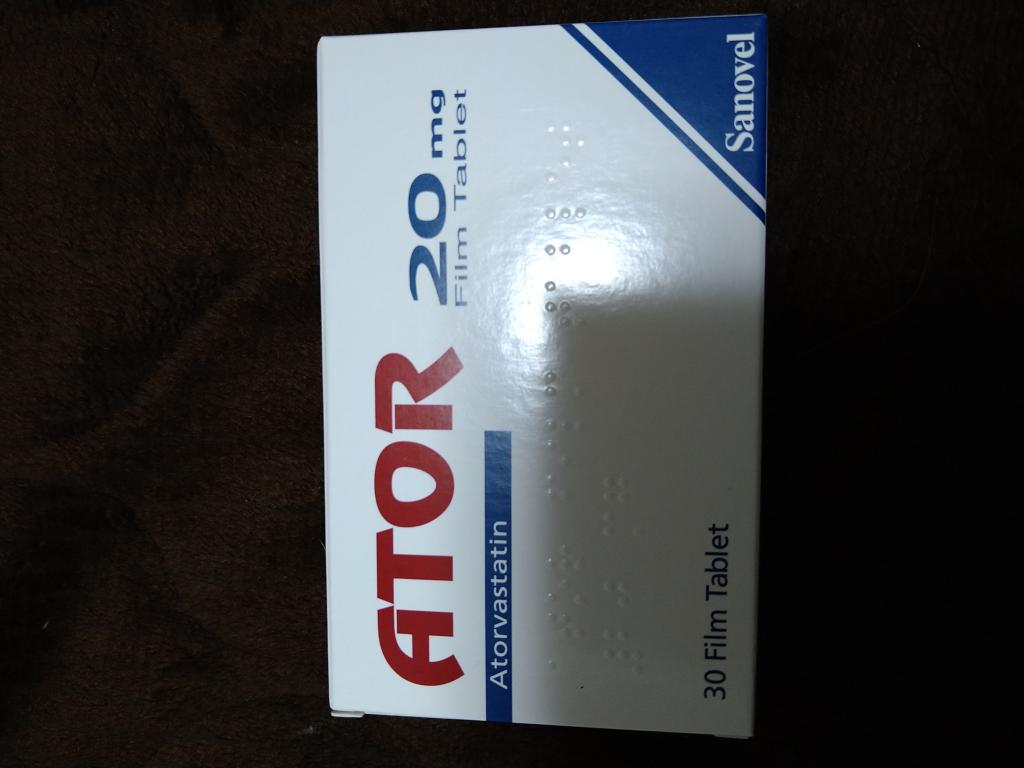 ATOR 20 mg
Film Tablet
Atorvastatin
30 Film Tablet
Sanovel